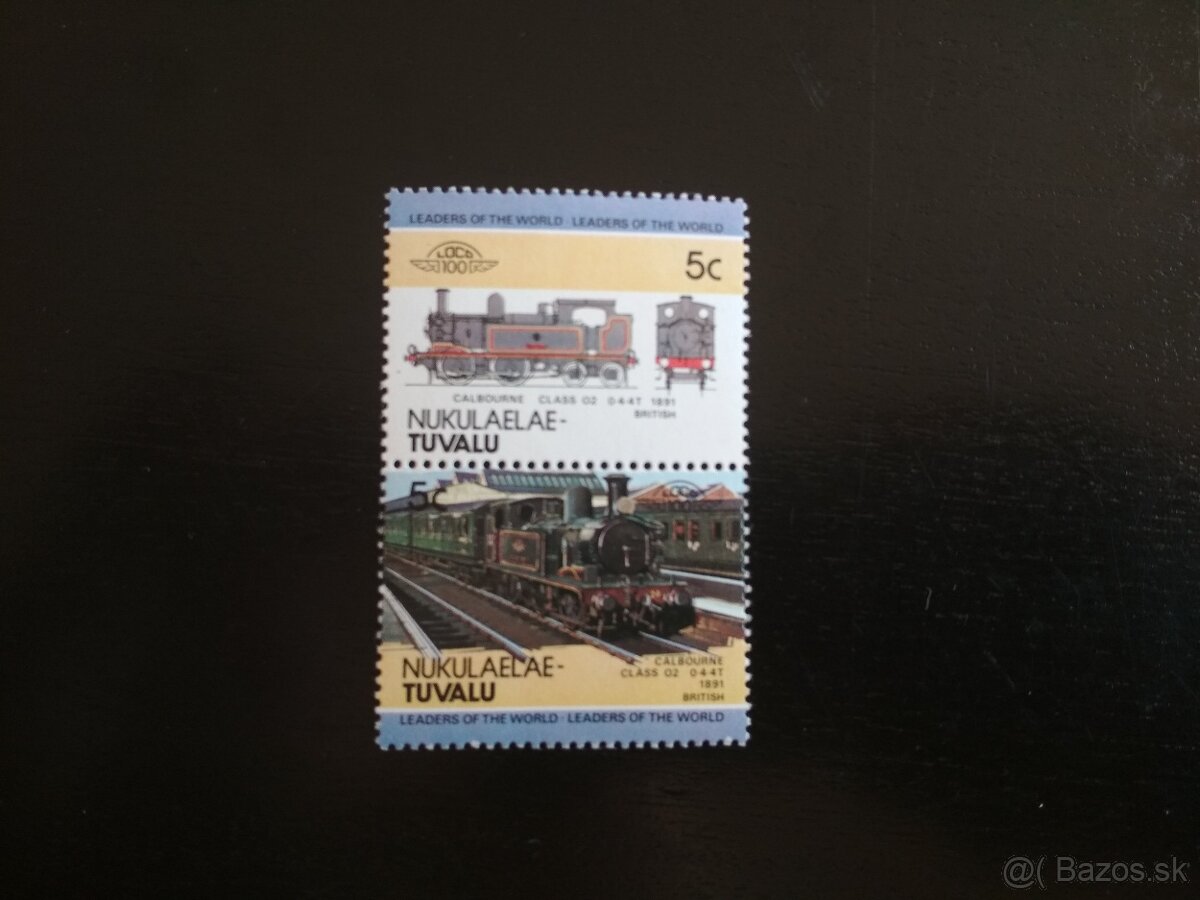 LEADERS OF THE WORLD · LEADERS OF THE WORLD
LOCO
100
5c
CALBOURNE CLASS O2 0-4-4T 1891
BRITISH
NUKULAELAE-
TUVALU
5c
LOCO
NUKULAELAE-
TUVALU
CALBOURNE
CLASS O2 0-4-4T
1891
BRITISH
LEADERS OF THE WORLD · LEADERS OF THE WORLD
@( Bazos.sk